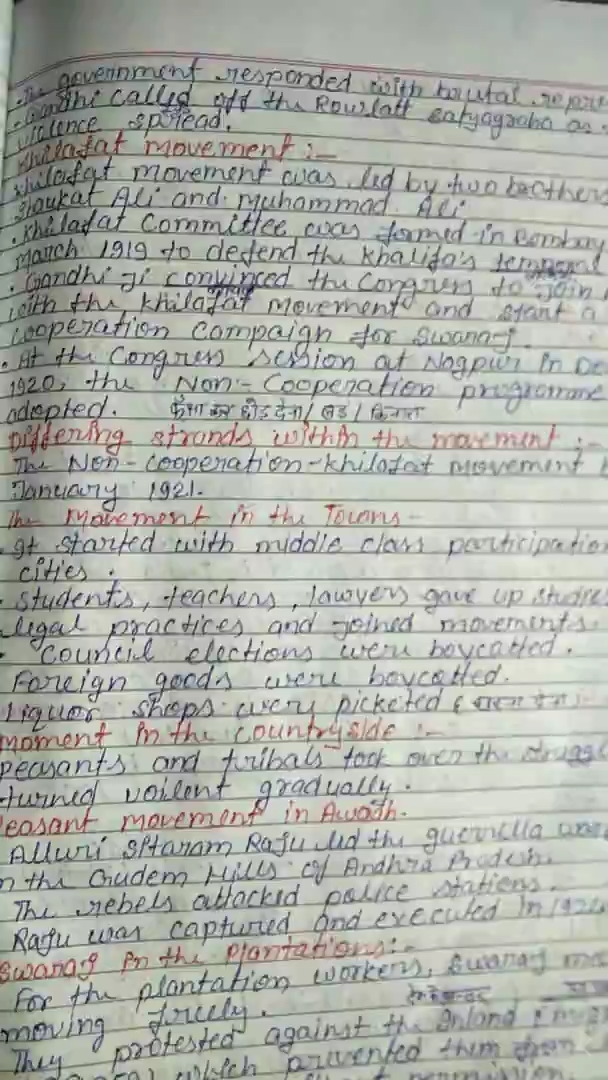 The government responded with brutal repre
Gandhi called off the Rowlatt satyagraha as
violence spread.
Khilafat movement :-
Khilafat movement was led by two brothers
Shaukat Ali and Muhammad Ali
• Khilafat Committee was formed in Bombay
March 1919 to defend the Khalifa's temporal
• Gandhi Ji convinced the Congress to join
with the Khilafat movement and start a
cooperation Campaign for Swaraj.
• At the Congress session at Nagpur in De
1920, the Non-Cooperation programme
adopted.
Differing strands within the movement :-
The Non-cooperation-khilafat movement b
January 1921.
The Movement in the Towns -
• It started with middle class participation
cities.
• Students, teachers, lawyers gave up studies
legal practices and joined movements.
• Council elections were boycotted.
Foreign goods were boycotted.
Liquor shops were picketed
moment in the countryside :-
peasants and tribals took over the struggl
turned voilent gradually.
easant movement in Awadh.
Alluri Sitaram Raju led the guerrilla war
n the Gudem Hills of Andhra Pradesh.
The rebels attacked police stations.
Raju was captured and executed in 1924
Swaraj in the Plantations:-
For the plantation workers, Swaraj
moving freely.
They protested against the Inland
which prevented them from
permission.